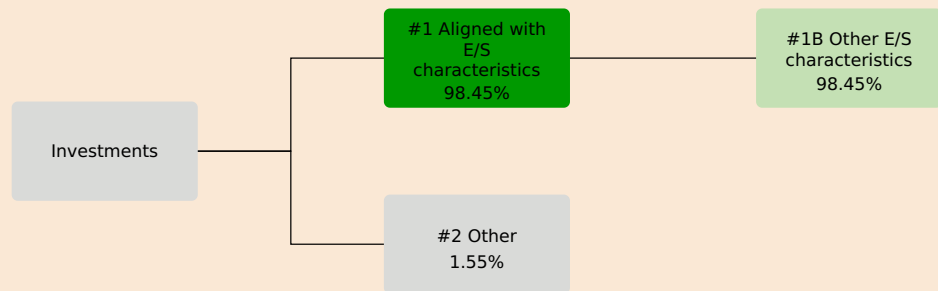 #1 Aligned with
E/S
characteristics
98.45%
#1B Other E/S
characteristics
98.45%
Investments
#2 Other
1.55%